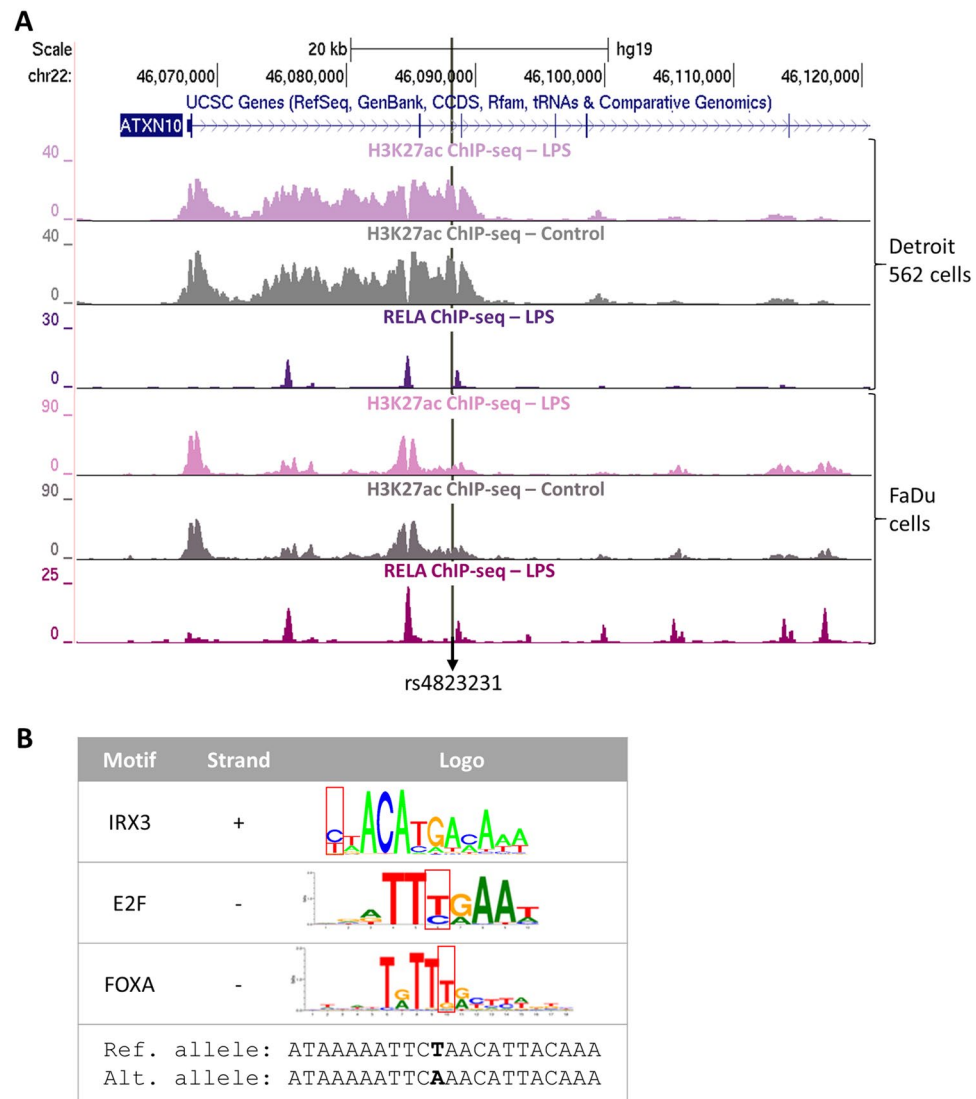 A
Scale 20 kb hg19
chr22: 46,070,000 46,080,000 46,090,000 46,100,000 46,110,000 46,120,000
UCSC Genes (RefSeq, GenBank, CCDS, Rfam, tRNAs & Comparative Genomics)
ATXN10
H3K27ac ChIP-seq – LPS
40
0
H3K27ac ChIP-seq – Control
40
0
Detroit
562 cells
RELA ChIP-seq – LPS
30
0
H3K27ac ChIP-seq – LPS
90
0
H3K27ac ChIP-seq – Control
90
0
FaDu
cells
RELA ChIP-seq – LPS
25
0
rs4823231
B
Motif Strand Logo
IRX3 +
E2F -
FOXA -
Ref. allele: ATAAAAATTCTAACATTACAAA
Alt. allele: ATAAAAATTCAAACATTACAAA